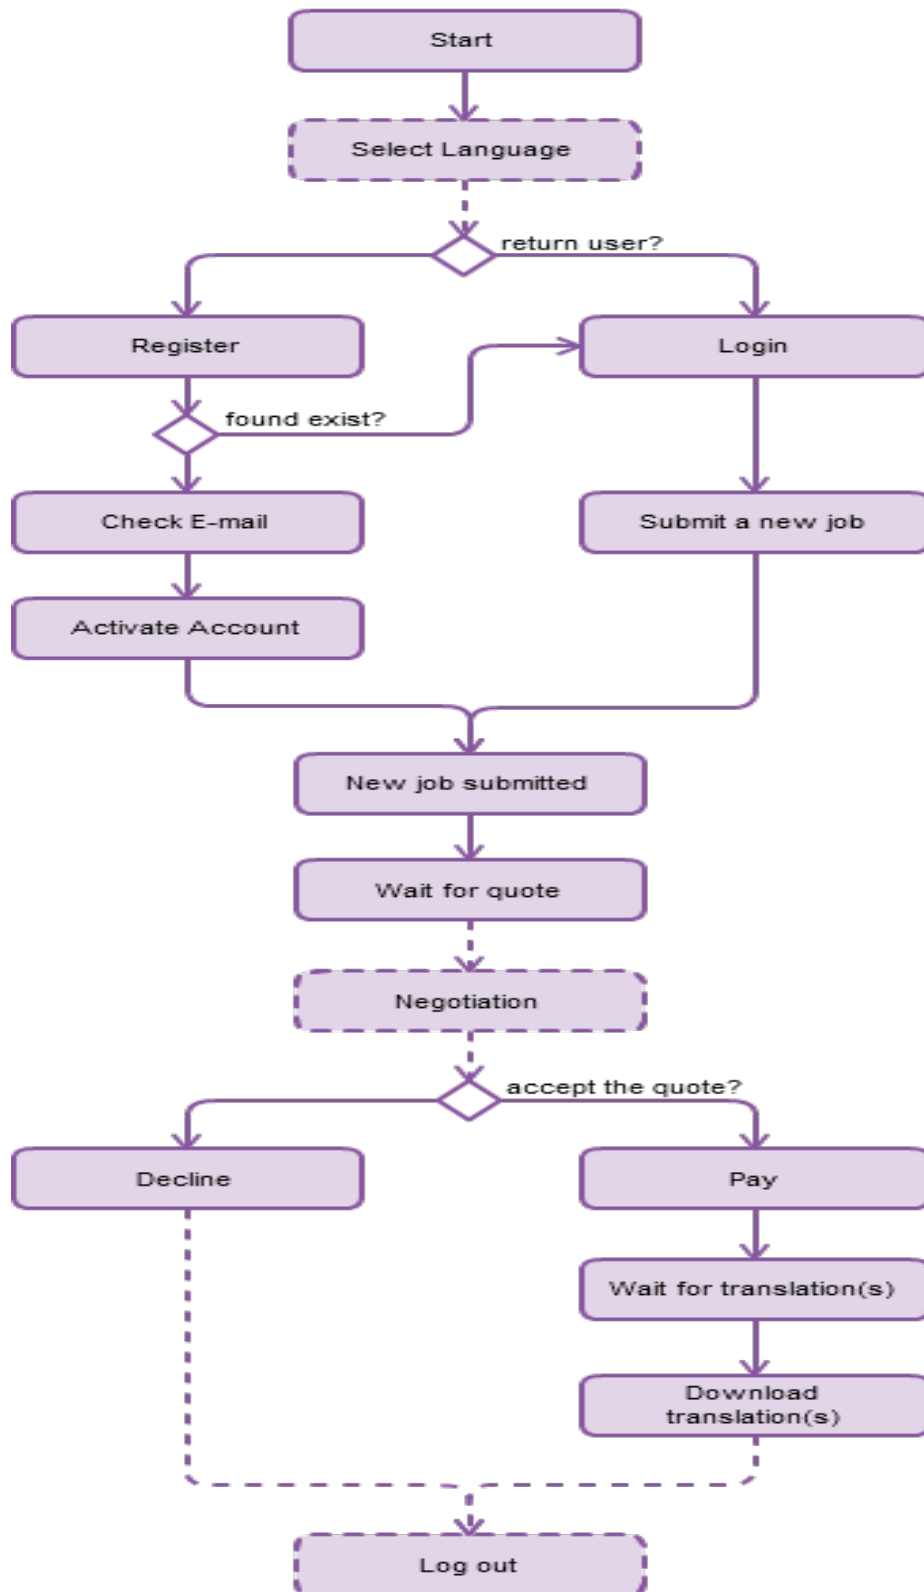 Start
Select Language
return user?
Register
Login
found exist?
Check E-mail
Submit a new job
Activate Account
New job submitted
Wait for quote
Negotiation
accept the quote?
Decline
Pay
Wait for translation(s)
Download
translation(s)
Log out